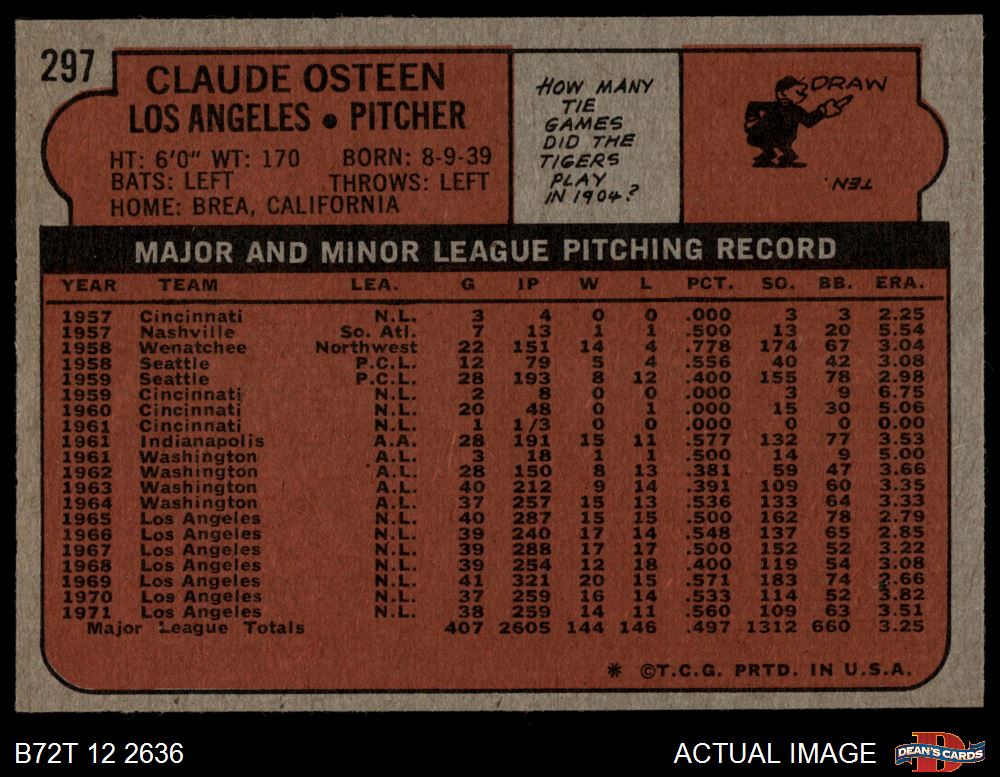 297
CLAUDE OSTEEN
LOS ANGELES • PITCHER
HT: 6'0" WT: 170 BORN: 8-9-39
BATS: LEFT THROWS: LEFT
HOME: BREA, CALIFORNIA
HOW MANY
TIE
GAMES
DID THE
TIGERS
PLAY
IN 1904?
DRAW
TEN.
MAJOR AND MINOR LEAGUE PITCHING RECORD
YEAR TEAM LEA. G IP W L PCT. SO. BB. ERA.
1957 Cincinnati N.L. 3 4 0 0 .000 3 3 2.25
1957 Nashville So. Atl. 7 13 1 1 .500 13 20 5.54
1958 Wenatchee Northwest 22 151 14 4 .778 174 67 3.04
1958 Seattle P.C.L. 12 79 5 4 .556 40 42 3.08
1959 Seattle P.C.L. 28 193 8 12 .400 155 78 2.98
1959 Cincinnati N.L. 2 8 0 0 .000 3 9 6.75
1960 Cincinnati N.L. 20 48 0 1 .000 15 30 5.06
1961 Cincinnati N.L. 1 1/3 0 0 .000 0 0 0.00
1961 Indianapolis A.A. 28 191 15 11 .577 132 77 3.53
1961 Washington A.L. 3 18 1 1 .500 14 9 5.00
1962 Washington A.L. 28 150 8 13 .381 59 47 3.66
1963 Washington A.L. 40 212 9 14 .391 109 60 3.35
1964 Washington A.L. 37 257 15 13 .536 133 64 3.33
1965 Los Angeles N.L. 40 287 15 15 .500 162 78 2.79
1966 Los Angeles N.L. 39 240 17 14 .548 137 65 2.85
1967 Los Angeles N.L. 39 288 17 17 .500 152 52 3.22
1968 Los Angeles N.L. 39 254 12 18 .400 119 54 3.08
1969 Los Angeles N.L. 41 321 20 15 .571 183 74 2.66
1970 Los Angeles N.L. 37 259 16 14 .533 114 52 3.82
1971 Los Angeles N.L. 38 259 14 11 .560 109 63 3.51
Major League Totals 407 2605 144 146 .497 1312 660 3.25
* ©T.C.G. PRTD. IN U.S.A.
B72T 12 2636 ACTUAL IMAGE
D
DEAN'S CARDS